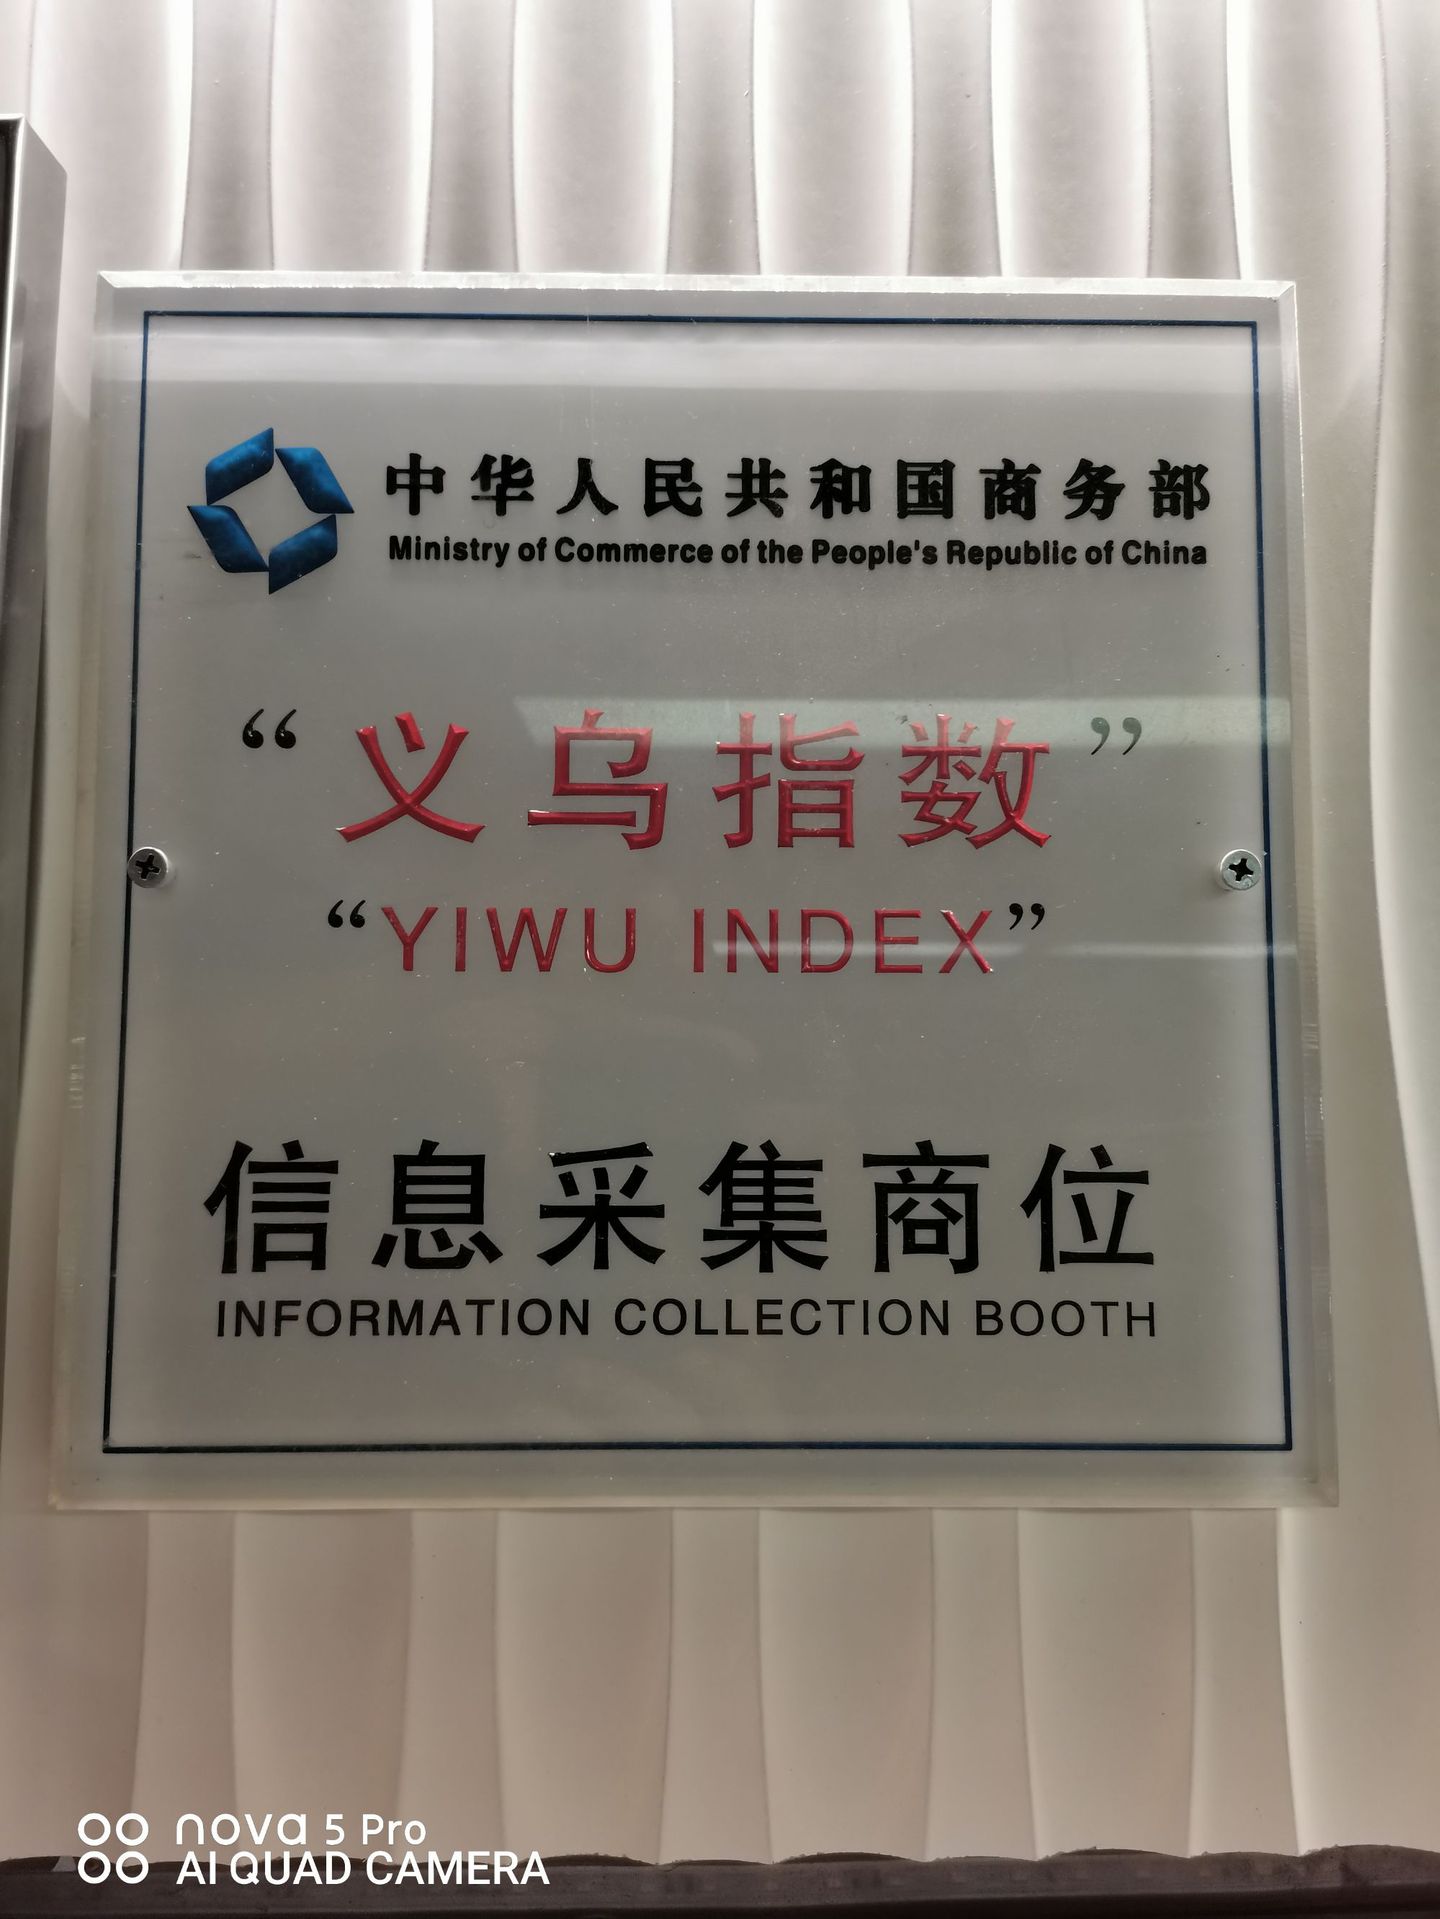 中华人民共和国商务部
Ministry of Commerce of the People's Republic of China
“义乌指数”
“YIWU INDEX”
信息采集商位
INFORMATION COLLECTION BOOTH
nova 5 Pro
AI QUAD CAMERA